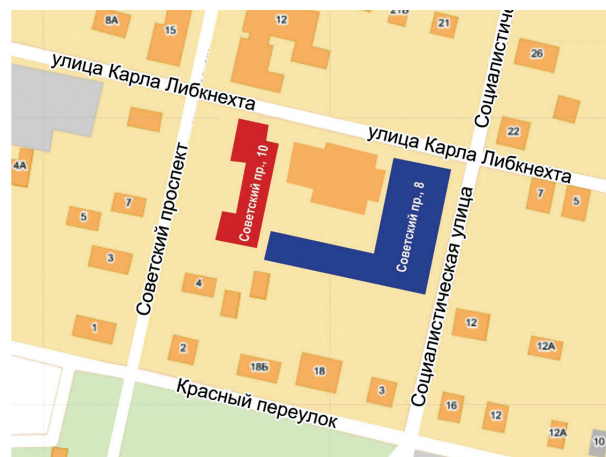 8А
15
12
21Б
21
26
Социалистиче
улица Карла Либкнехта
улица Карла Либкнехта
22
4А
Советский пр., 10
Советский пр., 8
7
5
7
5
3
Советский проспект
Социалистическая улица
4
1
2
18Б
18
3
12
12А
16
12
12А
10
Красный переулок